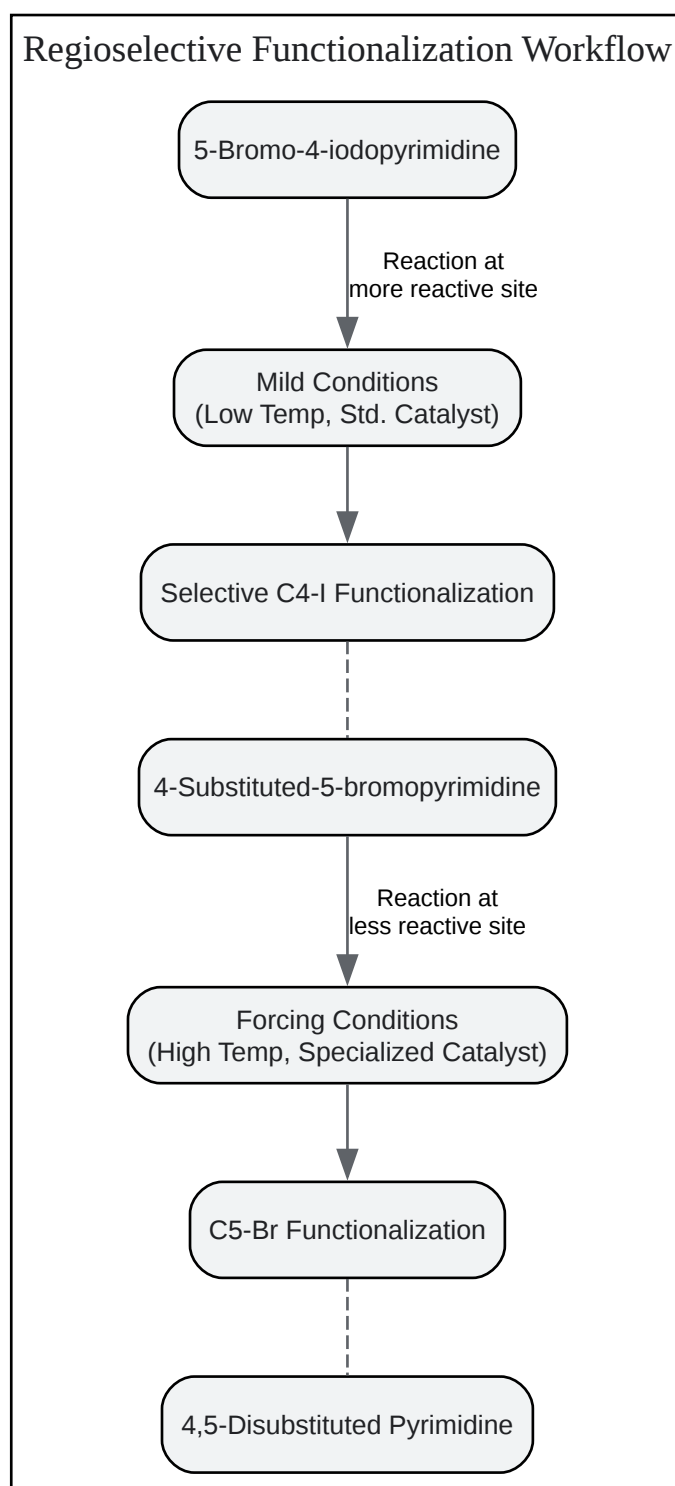 Regioselective Functionalization Workflow
5-Bromo-4-iodopyrimidine
Reaction at
more reactive site
Mild Conditions
(Low Temp, Std. Catalyst)
Selective C4-I Functionalization
4-Substituted-5-bromopyrimidine
Reaction at
less reactive site
Forcing Conditions
(High Temp, Specialized Catalyst)
C5-Br Functionalization
4,5-Disubstituted Pyrimidine